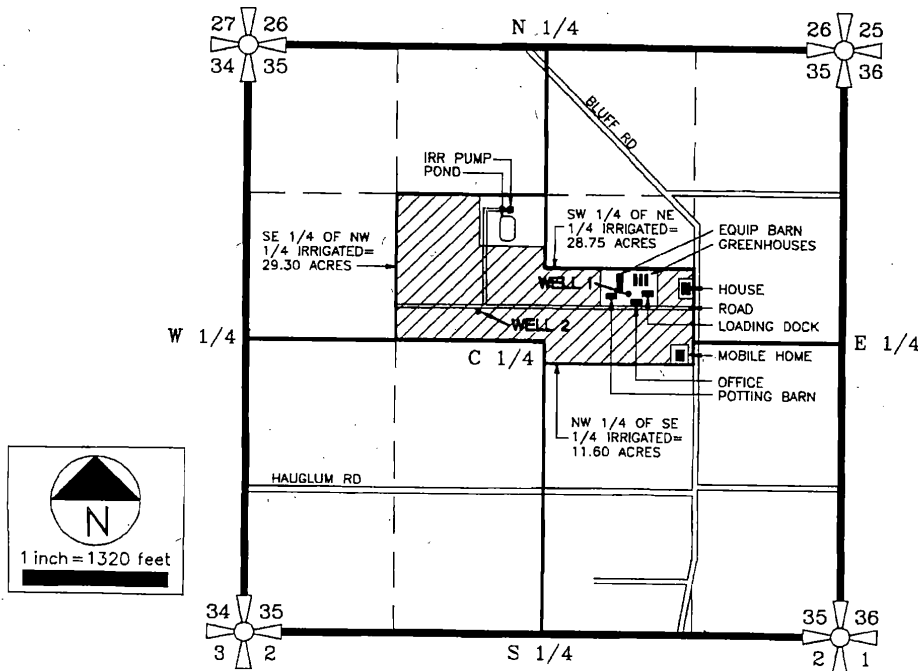 27 26
34 35
N 1/4
26 25
35 36
BLUFF RD
IRR PUMP
POND
SW 1/4 OF NE
1/4 IRRIGATED=
28.75 ACRES
EQUIP BARN
GREENHOUSES
SE 1/4 OF NW
1/4 IRRIGATED=
29.30 ACRES
WELL 1
HOUSE
ROAD
LOADING DOCK
WELL 2
W 1/4
C 1/4
E 1/4
MOBILE HOME
OFFICE
POTTING BARN
NW 1/4 OF SE
1/4 IRRIGATED=
11.60 ACRES
HAUGLUM RD
N
1 inch = 1320 feet
34 35
3 2
S 1/4
35 36
2 1